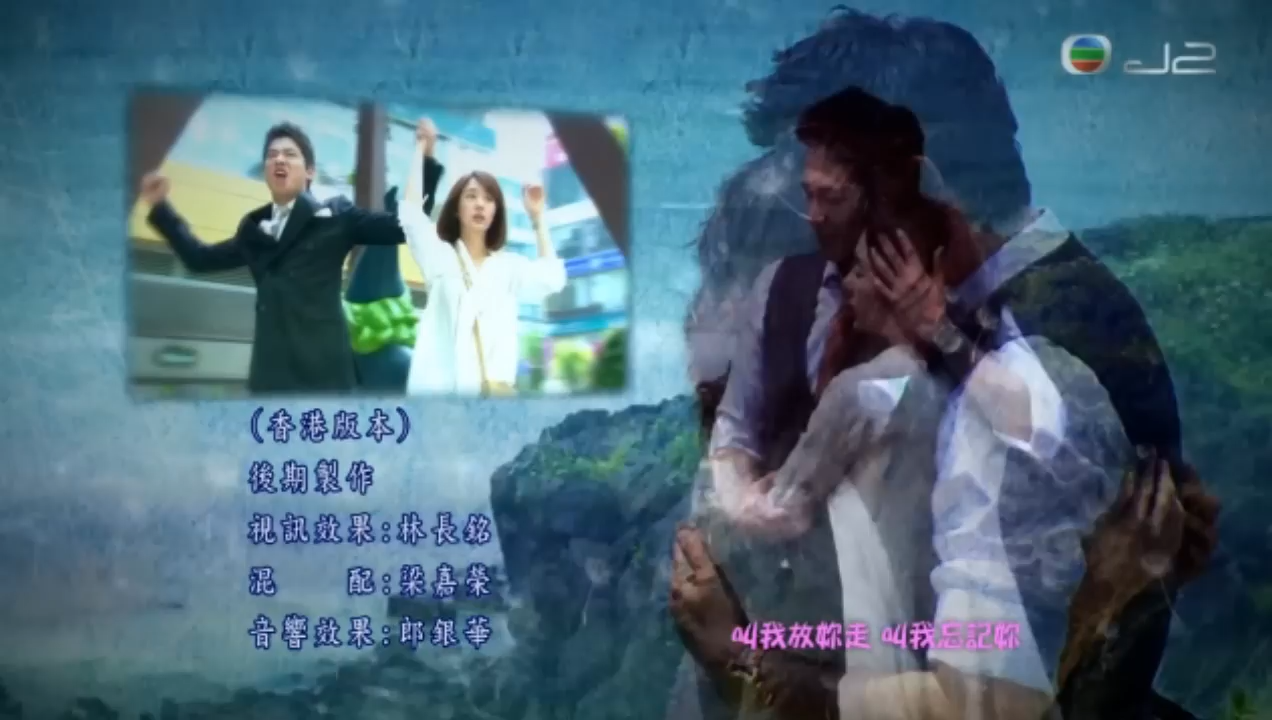 J2
(香港版本)
後期製作
視訊效果:林長銘
混 配:梁嘉榮
音響效果:郎銀華
叫我放妳走 叫我忘記妳